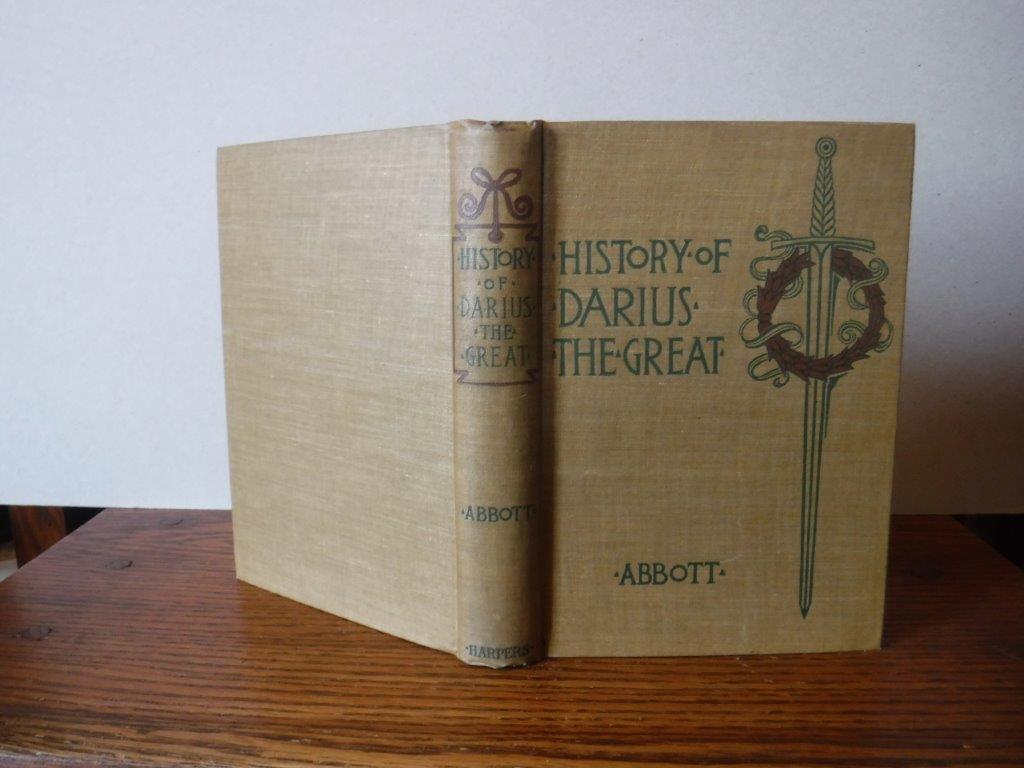 ·HISTORY·
·OF·
·DARIUS·
·THE·
·GREAT·
·ABBOTT·
·HARPERS·
·HISTORY·OF
·DARIUS·
·THE·GREAT·
·ABBOTT·